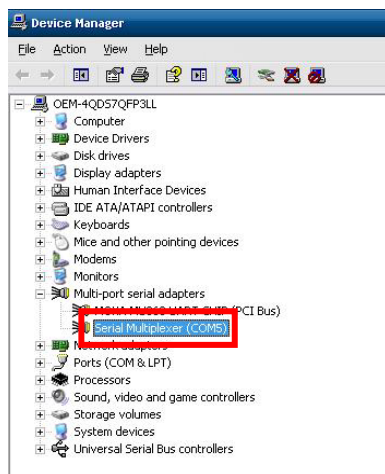 Device Manager
File Action View Help
OEM-4QDS7QFP3LL
Computer
Device Drivers
Disk drives
Display adapters
Human Interface Devices
IDE ATA/ATAPI controllers
Keyboards
Mice and other pointing devices
Modems
Monitors
Multi-port serial adapters
(PCI Bus)
Serial Multiplexer (COM5)
Network adapters
Ports (COM & LPT)
Processors
Sound, video and game controllers
Storage volumes
System devices
Universal Serial Bus controllers